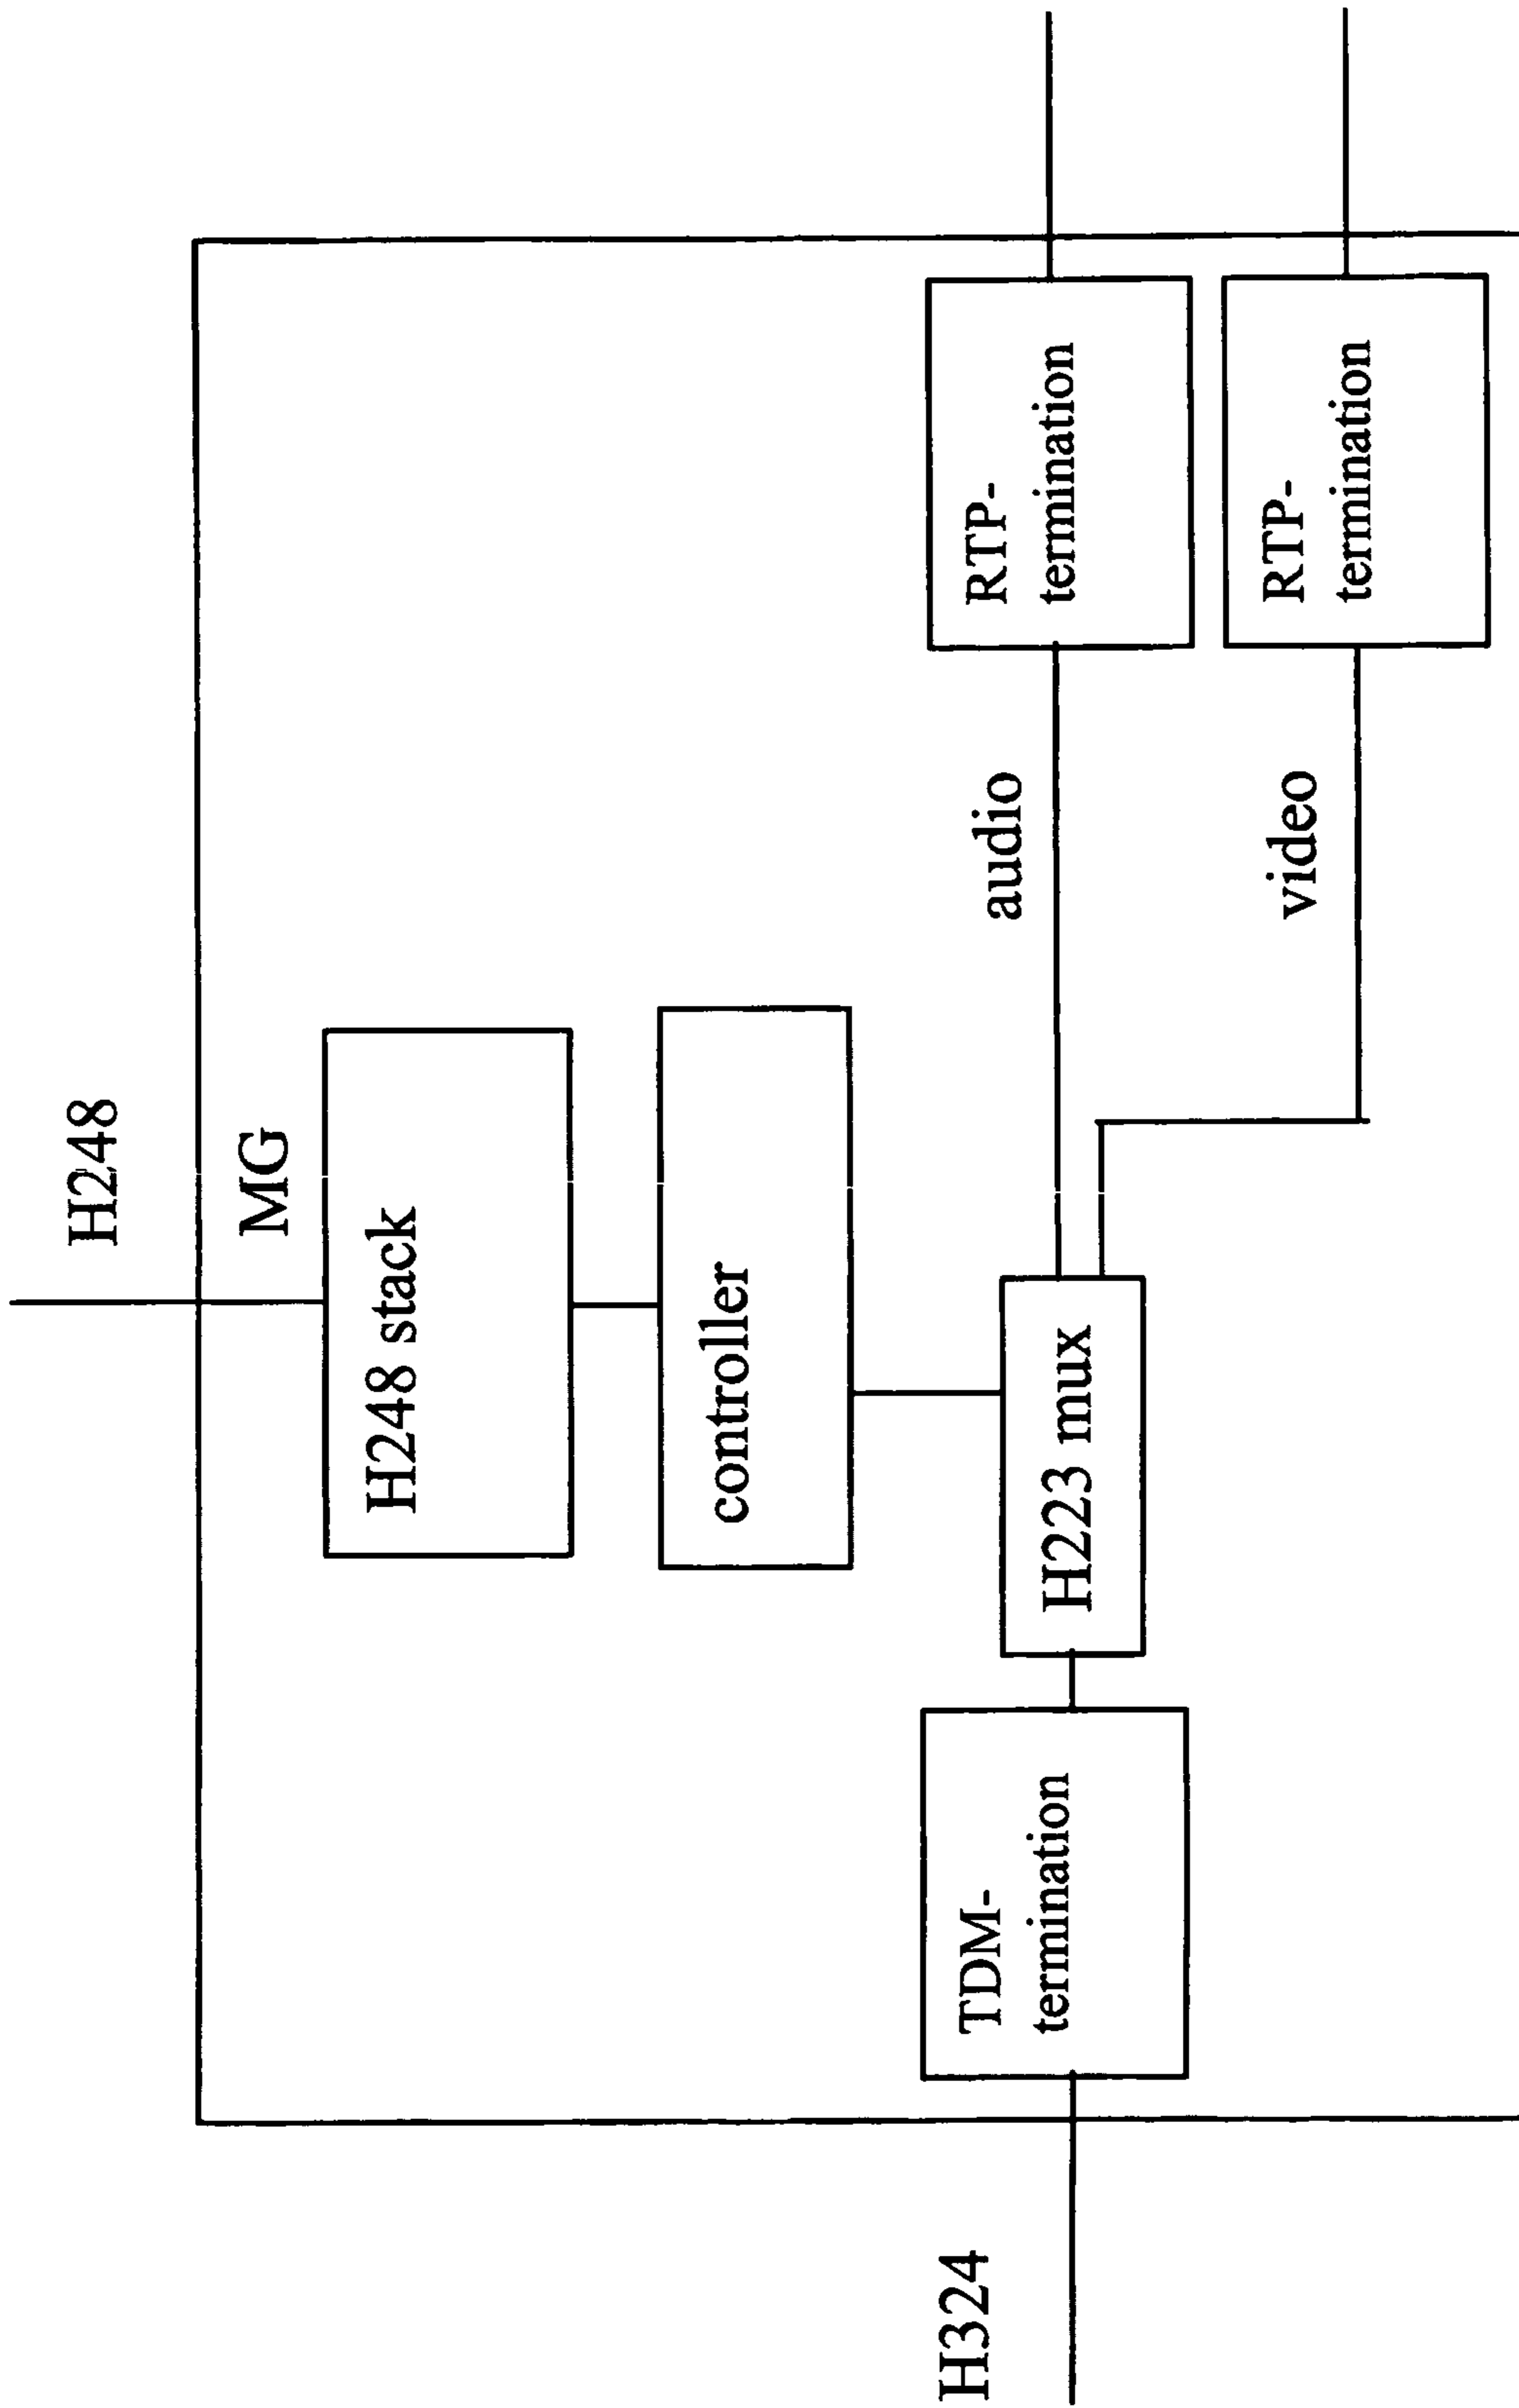 H248
MG
H248 stack
controller
H324
TDM-
termination
H223 mux
audio
RTP-
termination
video
RTP-
termination